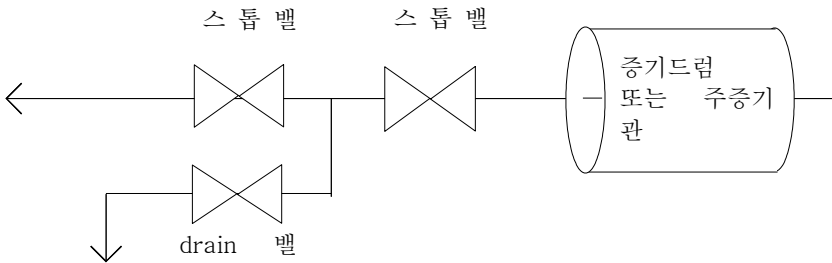 스 톱 밸
스 톱 밸
증기드럼
또는 주증기
관
drain 밸